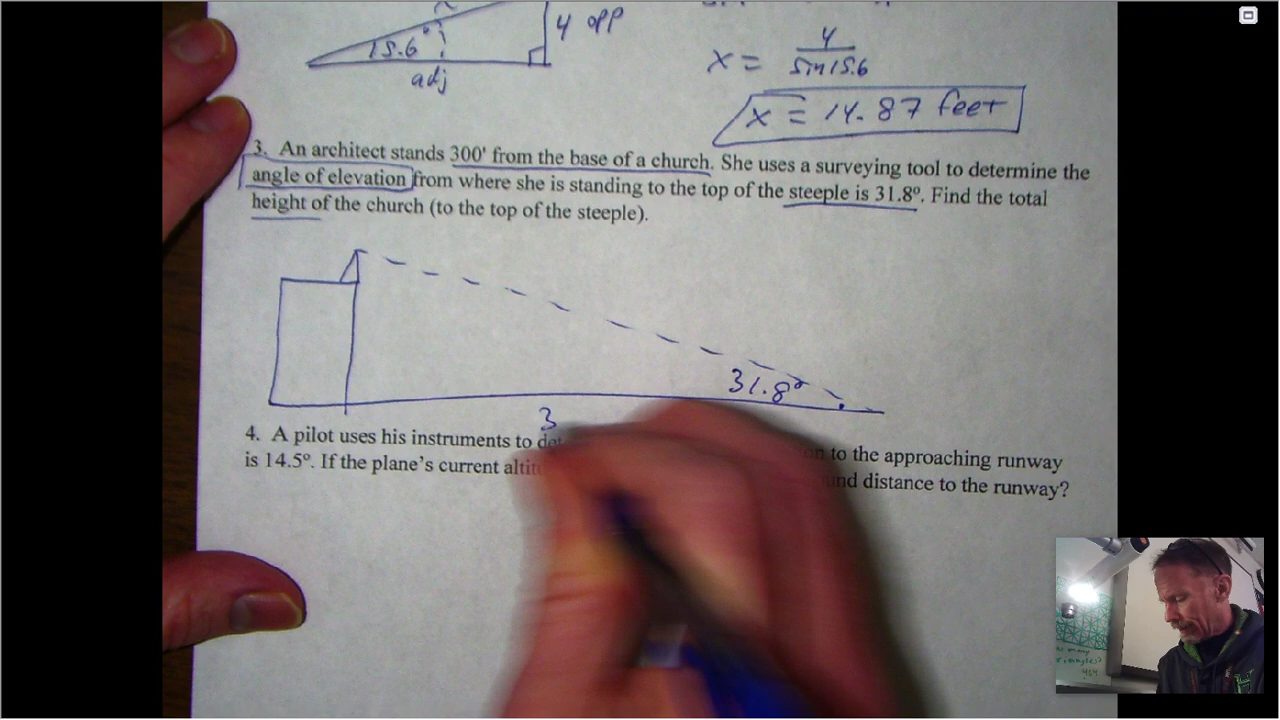 15.6°
4 opp
adj
x = 4
sin 15.6
x = 14.87 feet
3. An architect stands 300' from the base of a church. She uses a surveying tool to determine the
angle of elevation from where she is standing to the top of the steeple is 31.8º. Find the total
height of the church (to the top of the steeple).
31.8°
3
4. A pilot uses his instruments to to the approaching runway
is 14.5º. If the plane’s current distance to the runway?